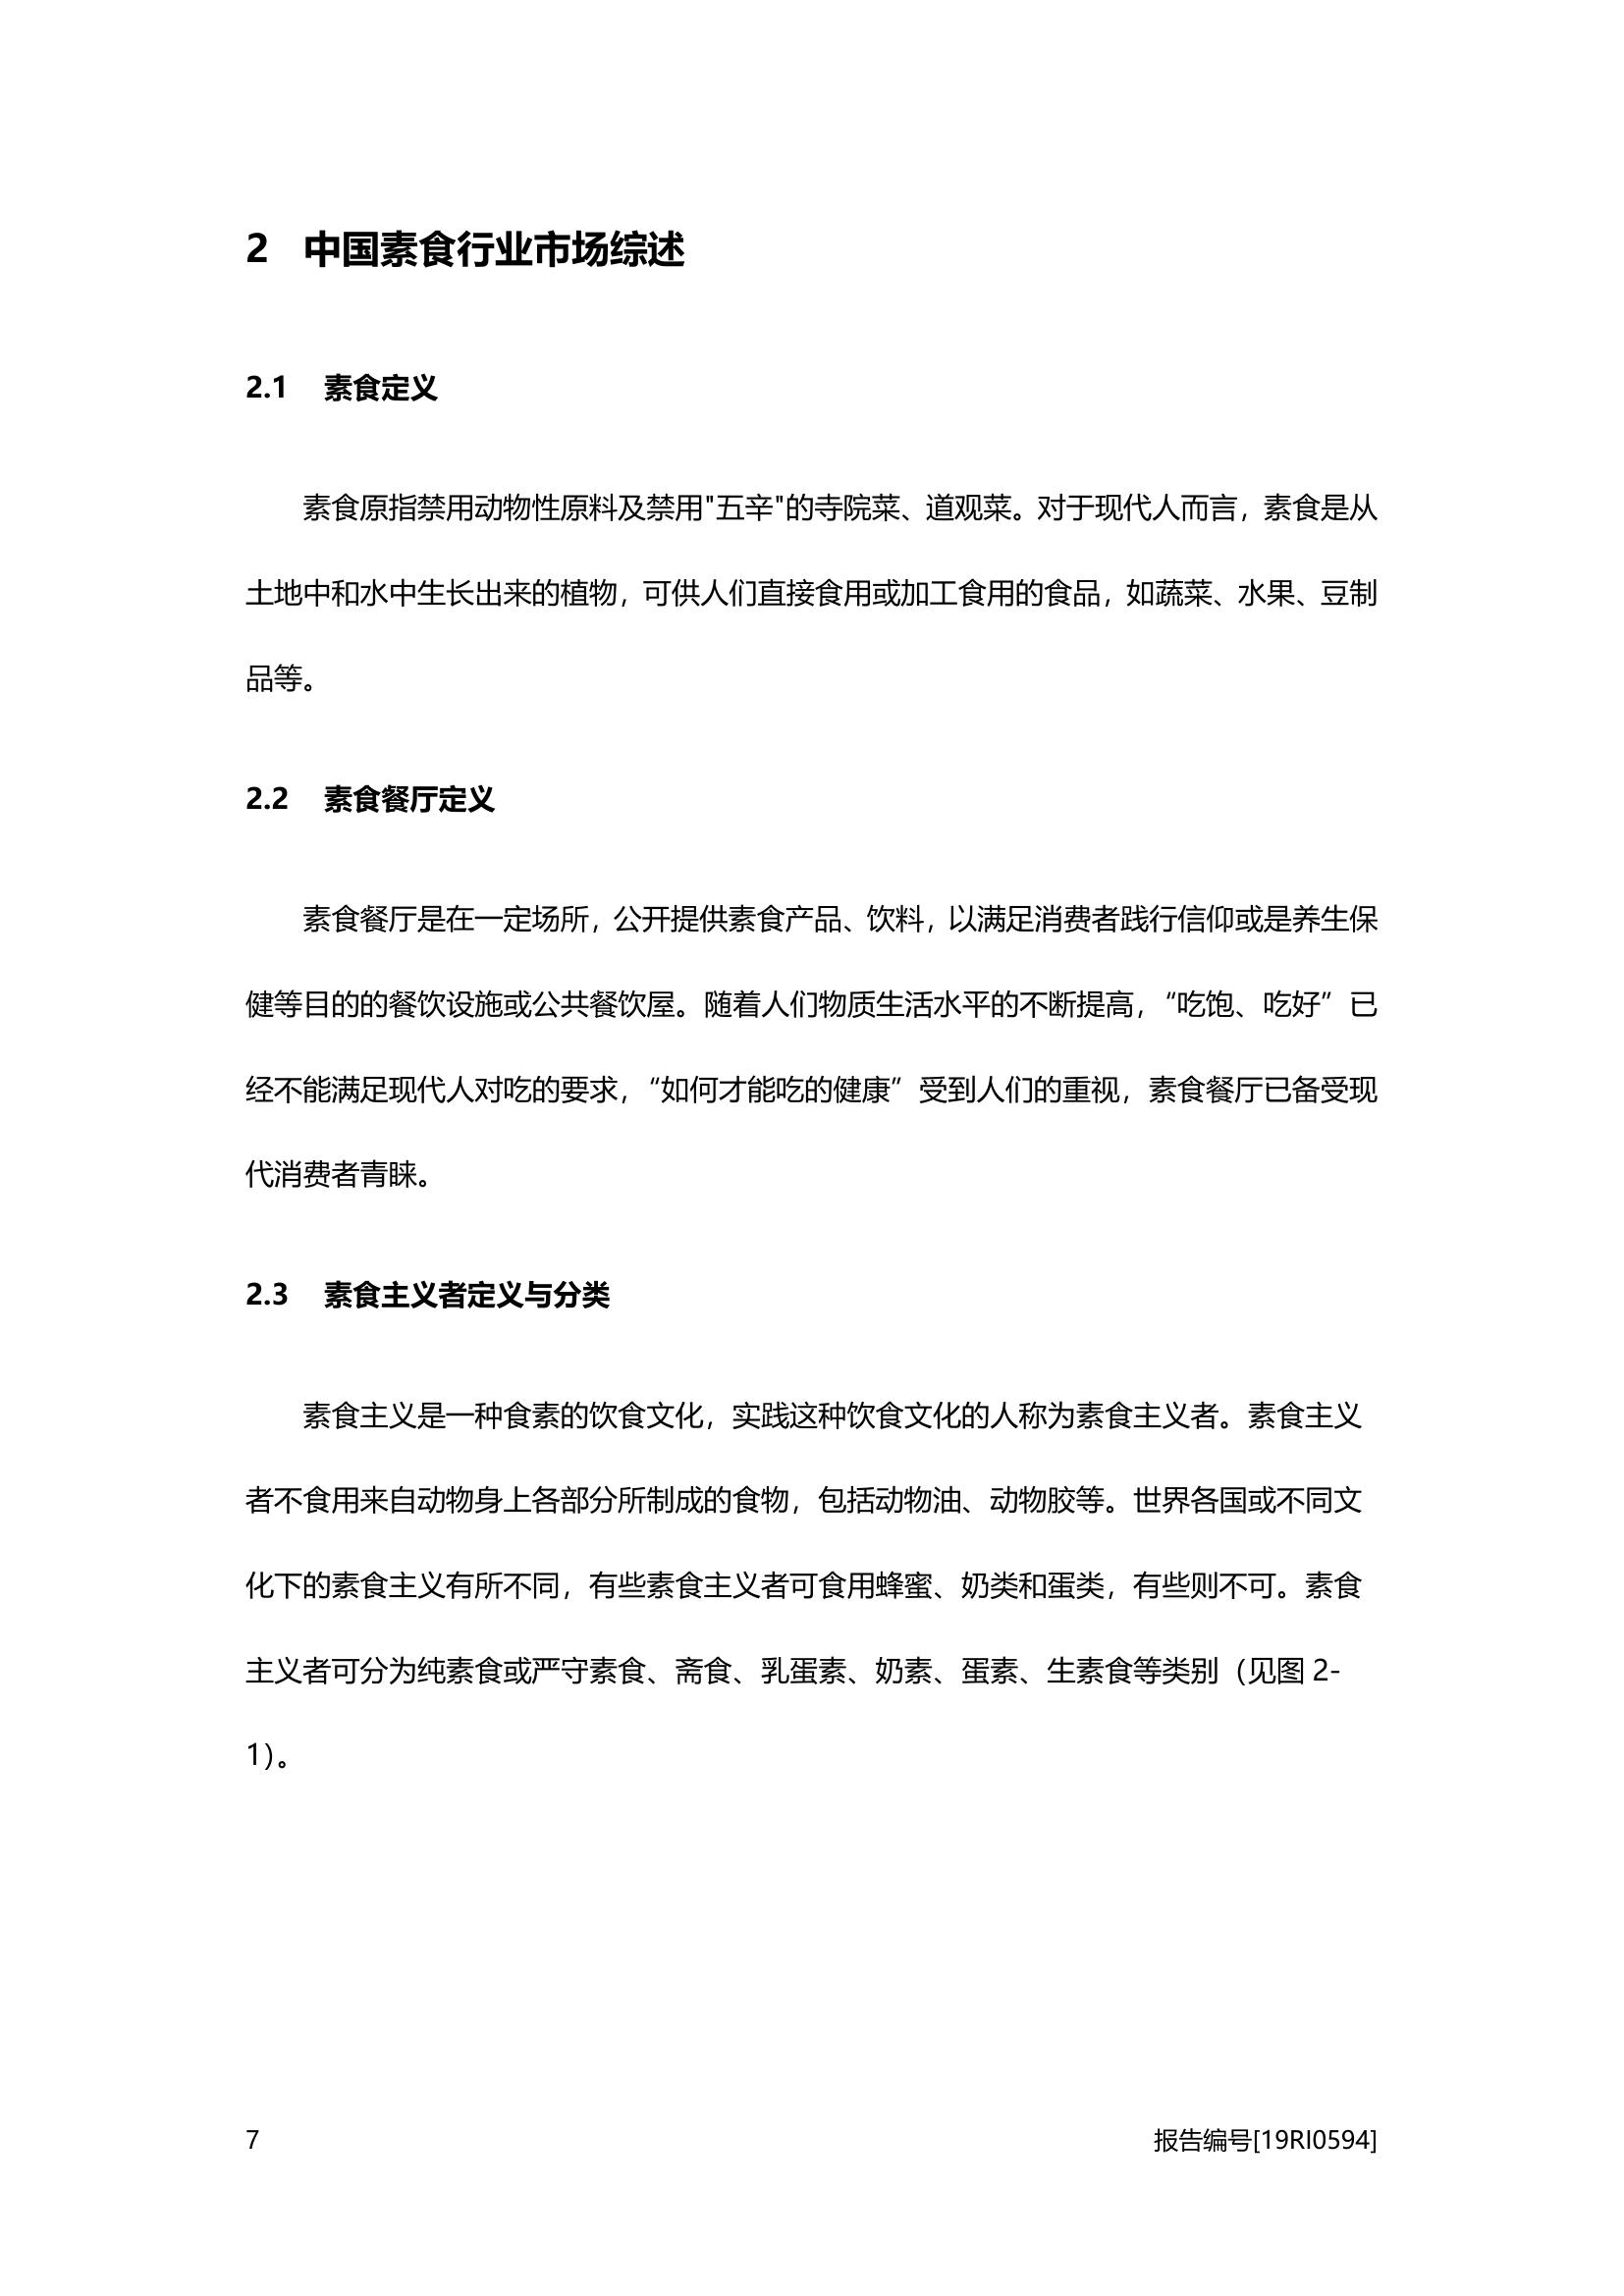 2 中国素食行业市场综述
2.1 素食定义
素食原指禁用动物性原料及禁用"五辛"的寺院菜、道观菜。对于现代人而言，素食是从
土地中和水中生长出来的植物，可供人们直接食用或加工食用的食品，如蔬菜、水果、豆制
品等。
2.2 素食餐厅定义
素食餐厅是在一定场所，公开提供素食产品、饮料，以满足消费者践行信仰或是养生保
健等目的的餐饮设施或公共餐饮屋。随着人们物质生活水平的不断提高，“吃饱、吃好”已
经不能满足现代人对吃的要求，“如何才能吃的健康”受到人们的重视，素食餐厅已备受现
代消费者青睐。
2.3 素食主义者定义与分类
素食主义是一种食素的饮食文化，实践这种饮食文化的人称为素食主义者。素食主义
者不食用来自动物身上各部分所制成的食物，包括动物油、动物胶等。世界各国或不同文
化下的素食主义有所不同，有些素食主义者可食用蜂蜜、奶类和蛋类，有些则不可。素食
主义者可分为纯素食或严守素食、斋食、乳蛋素、奶素、蛋素、生素食等类别（见图 2-
1）。
7 报告编号[19RI0594]